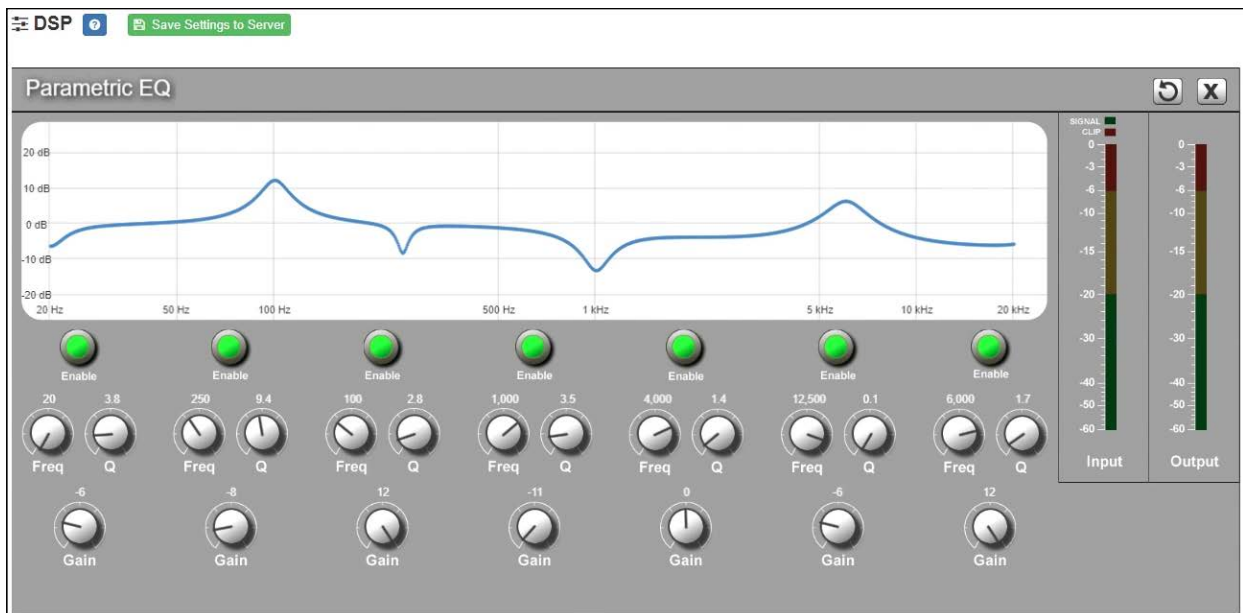 DSP ? Save Settings to Server
Parametric EQ X
20 dB
10 dB
0 dB
-10 dB
-20 dB
20 Hz 50 Hz 100 Hz 500 Hz 1 kHz 5 kHz 10 kHz 20 kHz
SIGNAL
CLIP
0 0
-3 -3
-6 -6
-10 -10
-15 -15
-20 -20
-30 -30
-40 -40
-50 -50
-60 -60
Input Output
Enable Enable Enable Enable Enable Enable Enable
20 3.8 250 9.4 100 2.8 1,000 3.5 4,000 1.4 12,500 0.1 6,000 1.7
Freq Q Freq Q Freq Q Freq Q Freq Q Freq Q Freq Q
-6 -8 12 -11 0 -6 12
Gain Gain Gain Gain Gain Gain Gain